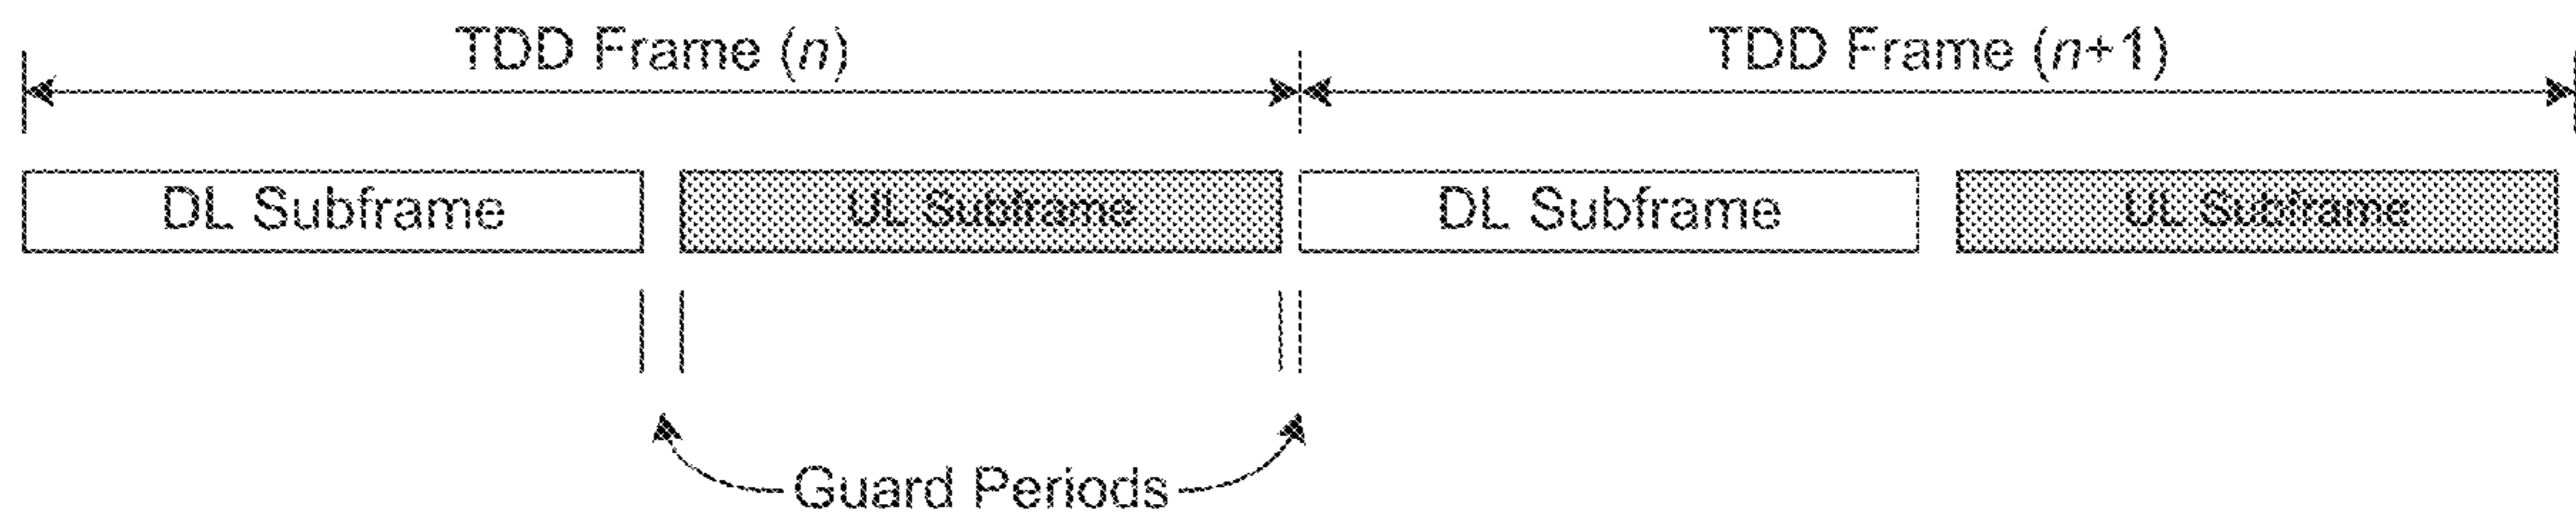 TDD Frame (n)
TDD Frame (n+1)
DL Subframe
UL Subframe
DL Subframe
UL Subframe
Guard Periods